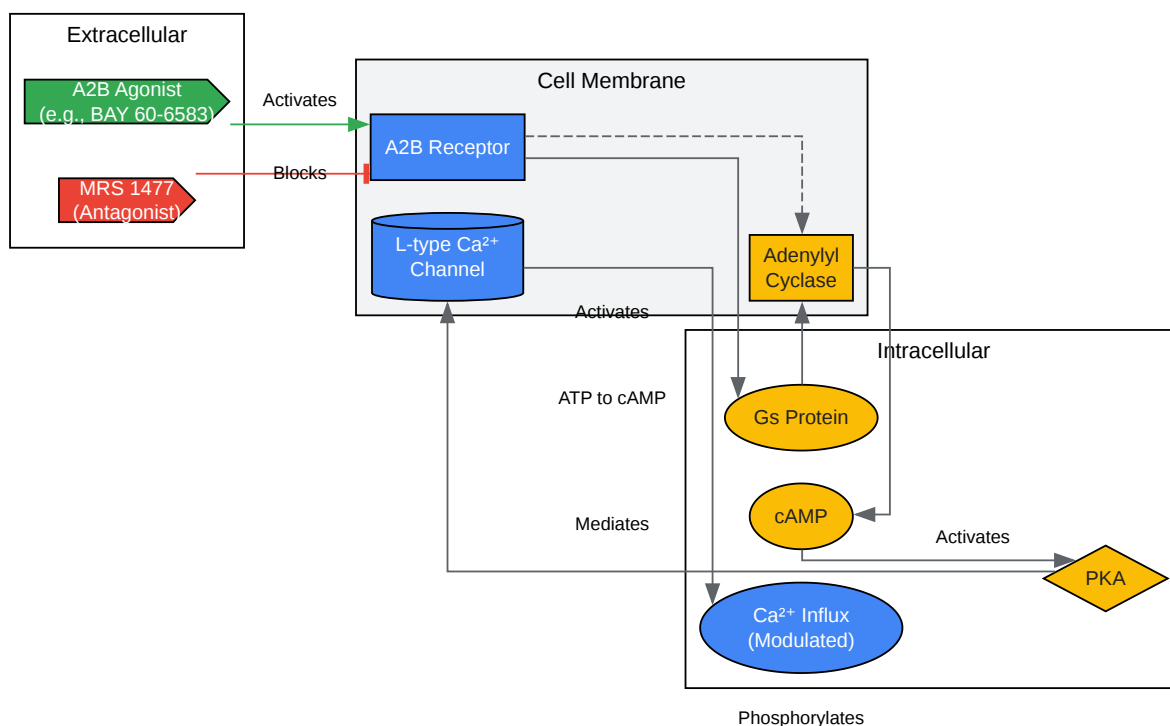 Extracellular
A2B Agonist
(e.g., BAY 60-6583)
Activates
MRS 1477
(Antagonist)
Blocks
Cell Membrane
A2B Receptor
L-type Ca²⁺
Channel
Adenylyl
Cyclase
Activates
Intracellular
ATP to cAMP
Gs Protein
cAMP
Mediates
Activates
PKA
Ca²⁺ Influx
(Modulated)
Phosphorylates